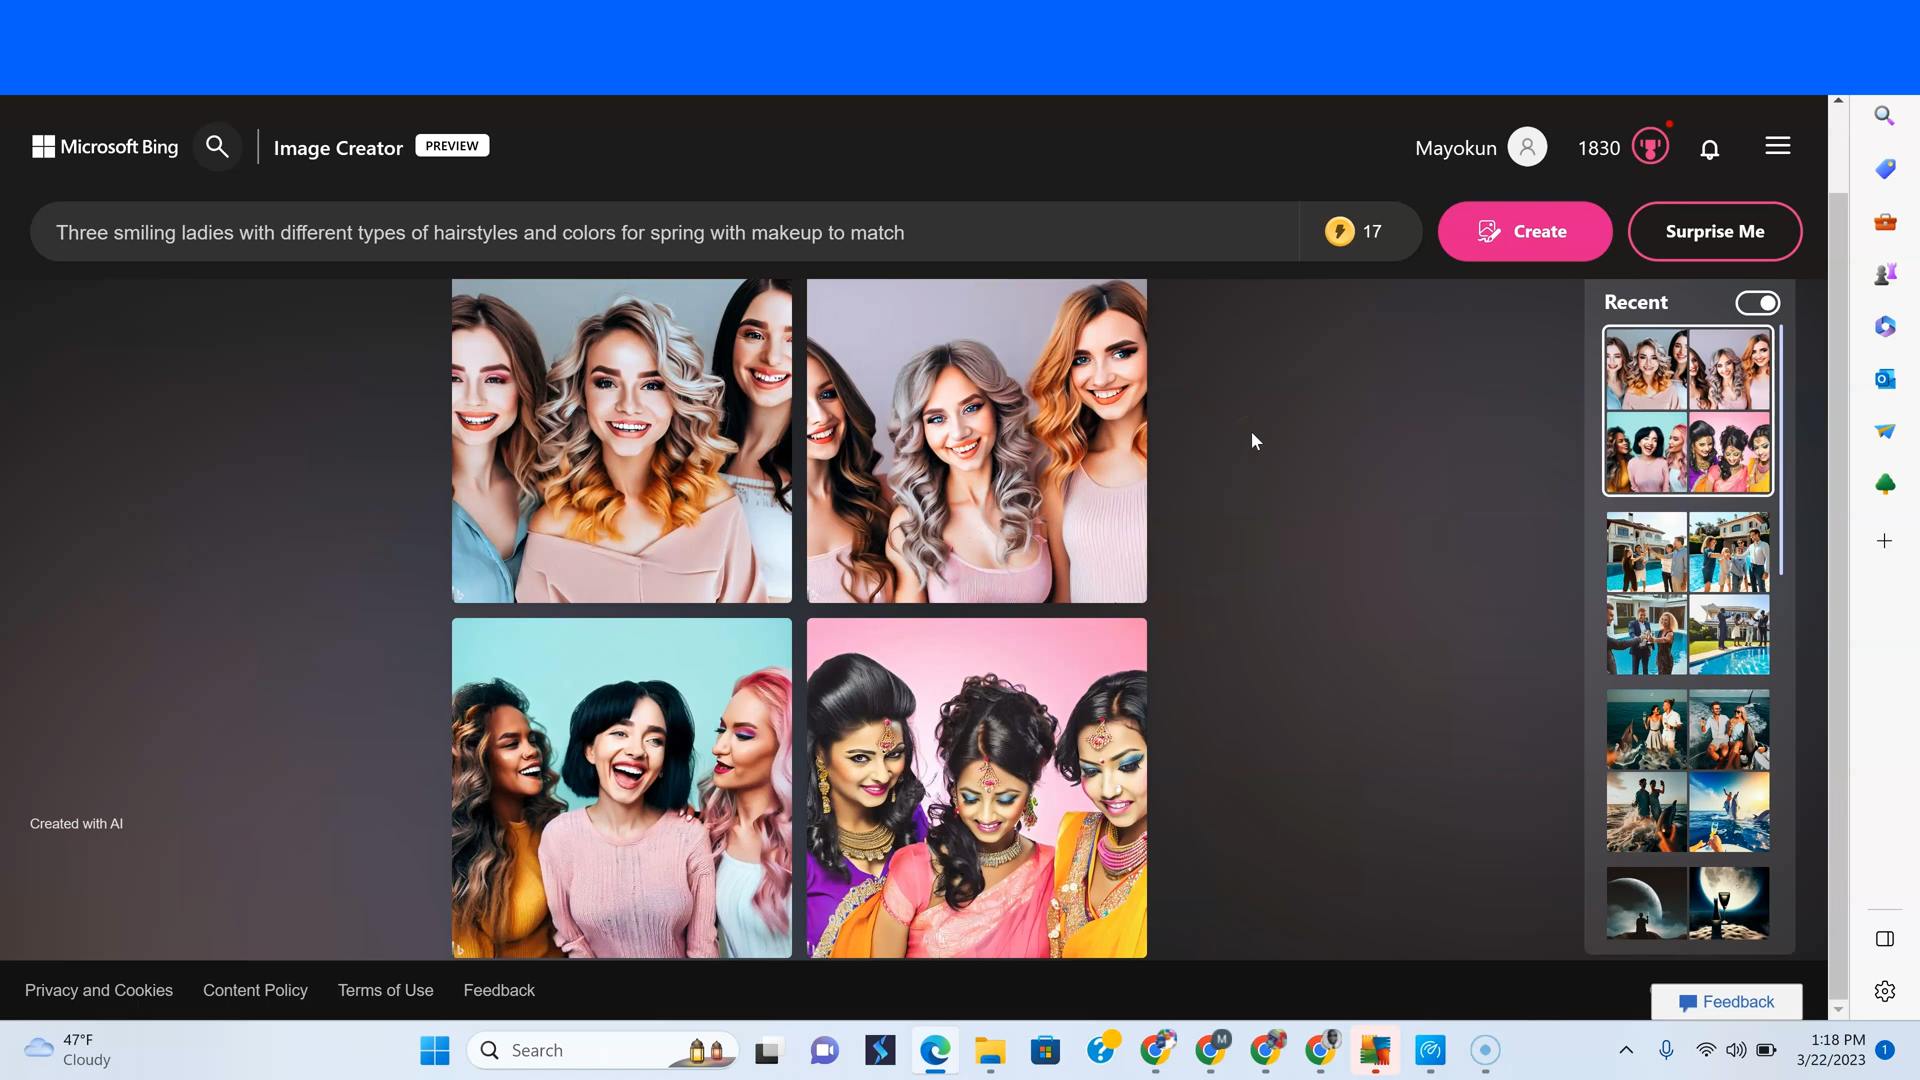 Microsoft Bing
Image Creator
PREVIEW
Mayokun
1830
Three smiling ladies with different types of hairstyles and colors for spring with makeup to match
17
Create
Surprise Me
Recent
Created with AI
Privacy and Cookies
Content Policy
Terms of Use
Feedback
Feedback
47°F
Cloudy
Search
M
1:18 PM
3/22/2023
1